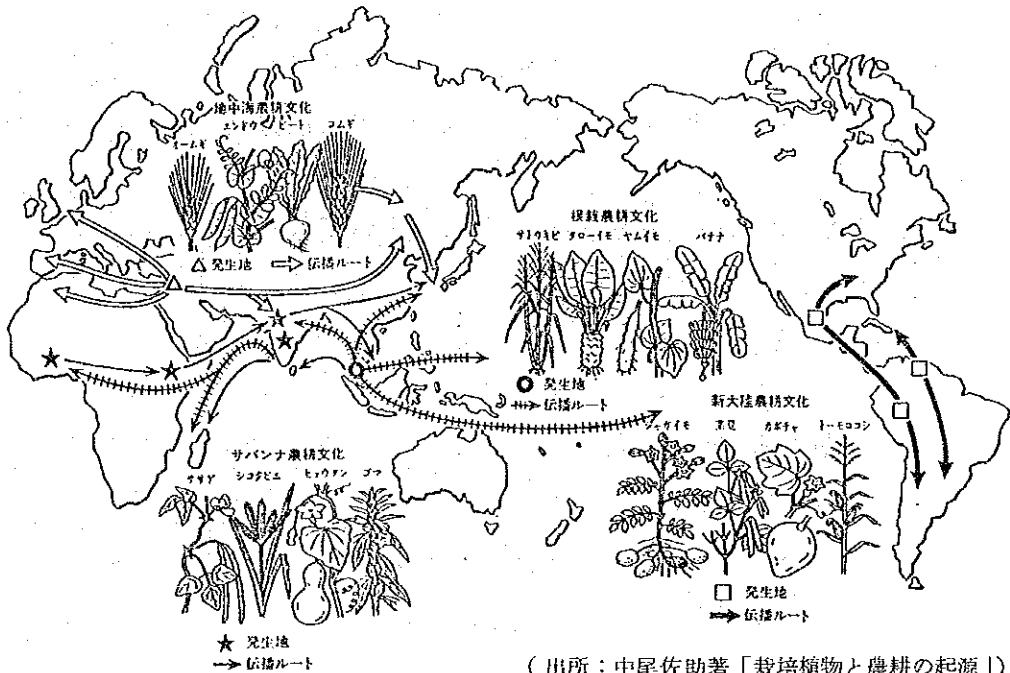 地中海農耕文化
オームギ
エンドウ
ビート
コムギ
△ 発生地 ⇨ 伝播ルート
根栽農耕文化
サトウキビ タローイモ ヤムイモ バナナ
○ 発生地
伝播ルート
サバンナ農耕文化
ササゲ シコクビエ ヒョウタン ゴマ
★ 発生地
→ 伝播ルート
新大陸農耕文化
ジャガイモ
カボチャ
トーモロコシ
□ 発生地
➡ 伝播ルート
(出所:中尾佐助著「栽培植物と農耕の起源」)